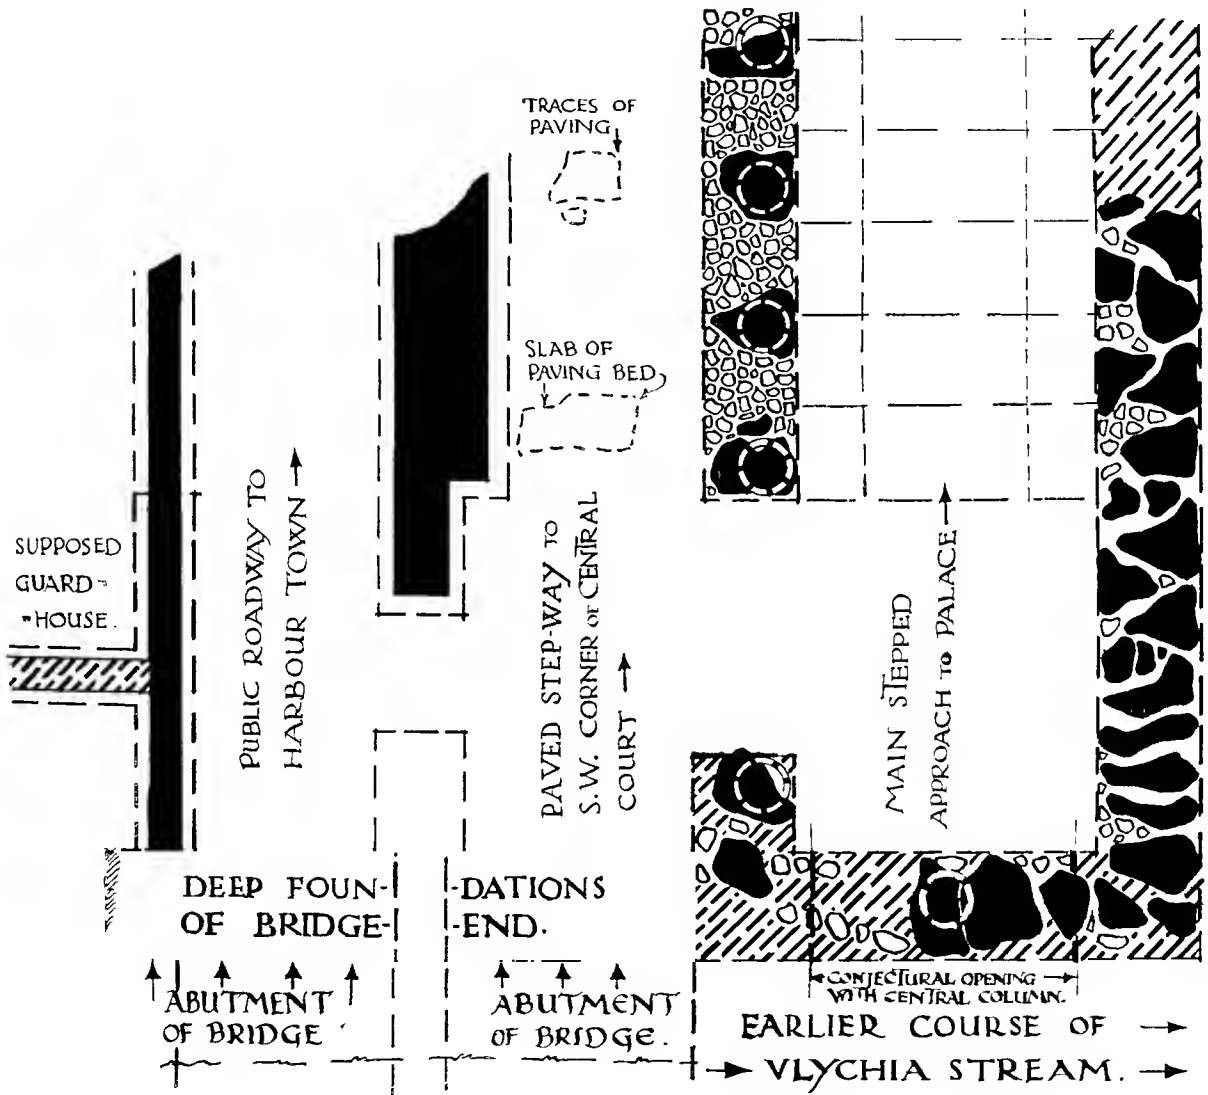 TRACES OF
PAVING
SLAB OF
PAVING BED
SUPPOSED
GUARD=
=HOUSE.
PUBLIC ROADWAY TO
HARBOUR TOWN
PAVED STEP-WAY TO
S.W. CORNER OF CENTRAL
COURT
MAIN STEPPED
APPROACH TO PALACE
DEEP FOUN- -DATIONS
OF BRIDGE- -END.
ABUTMENT
OF BRIDGE
ABUTMENT
OF BRIDGE.
CONJECTURAL OPENING
WITH CENTRAL COLUMN.
EARLIER COURSE OF
VLYCHIA STREAM.